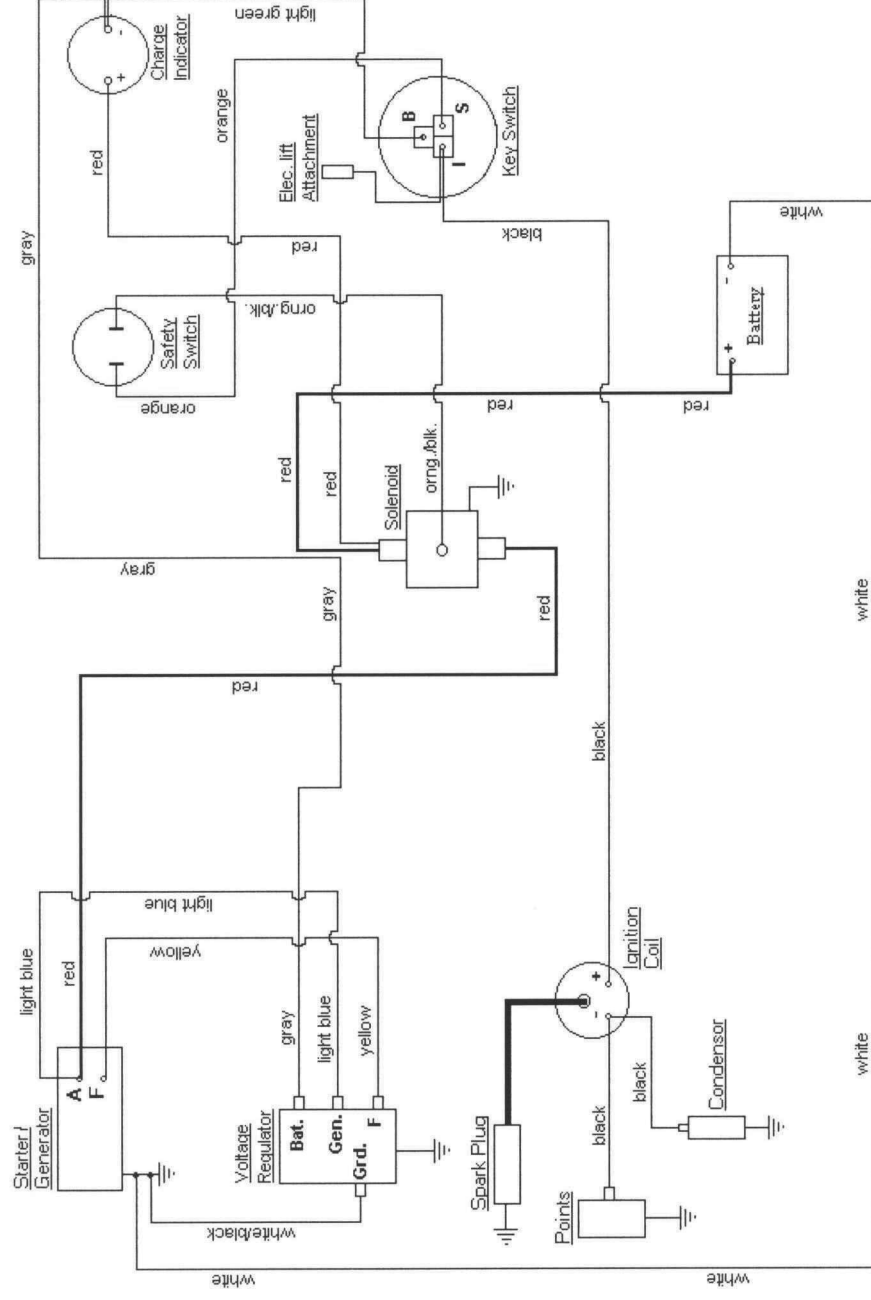 Starter/
Generator
A
F
light blue
red
light blue
yellow
red
gray
gray
gray
Safety
Switch
orange
orng./blk.
red
Charge
Indicator
+
-
orange
light green
white
white/black
Voltage
Regulator
Bat.
Gen.
F
Grd.
gray
light blue
yellow
red
red
Solenoid
orng./blk.
red
red
Elec. lift
Attachment
B
I
S
Key Switch
black
Spark Plug
Points
black
black
Condensor
-
+
Ignition
Coil
black
red
red
+
-
Battery
white
white
white
white